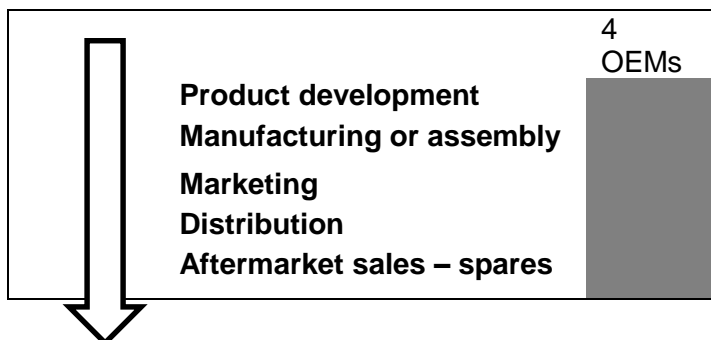 4
OEMs
Product development
Manufacturing or assembly
Marketing
Distribution
Aftermarket sales – spares